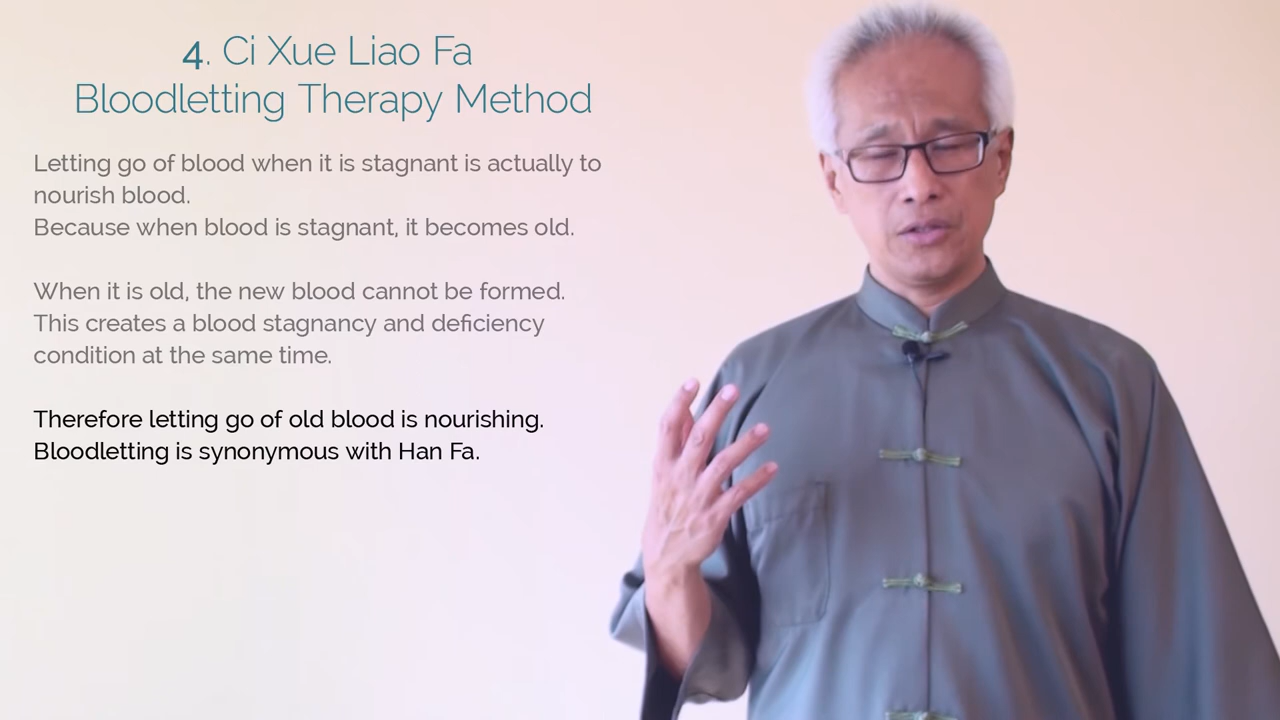 4. Ci Xue Liao Fa
Bloodletting Therapy Method
Letting go of blood when it is stagnant is actually to
nourish blood.
Because when blood is stagnant, it becomes old.
When it is old, the new blood cannot be formed.
This creates a blood stagnancy and deficiency
condition at the same time.
Therefore letting go of old blood is nourishing.
Bloodletting is synonymous with Han Fa.